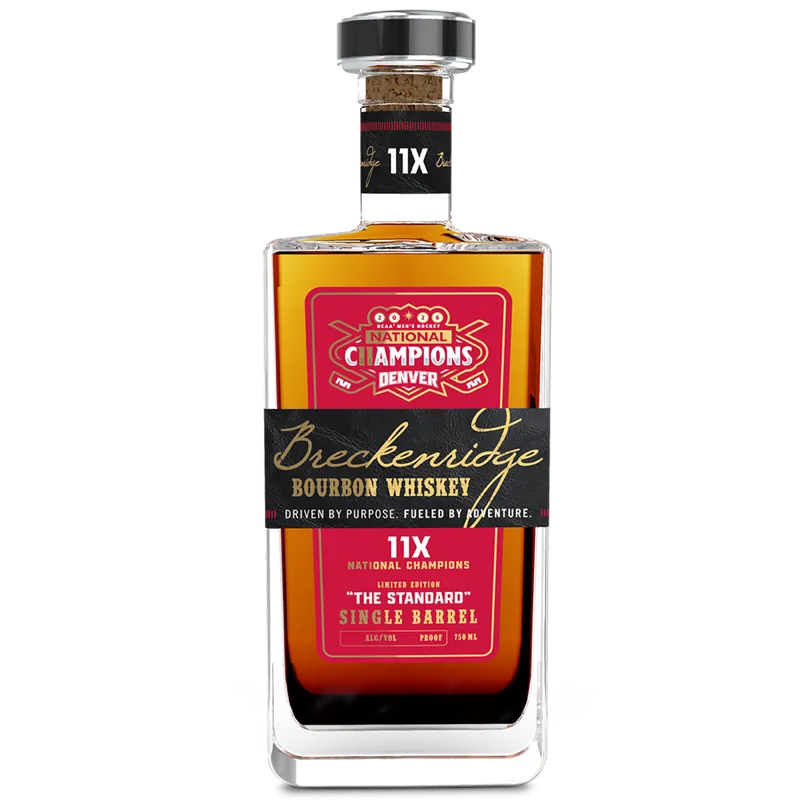 11X
2026
NCAA® MEN'S HOCKEY
NATIONAL
CHAMPIONS
DENVER
Breckenridge
BOURBON WHISKEY
DRIVEN BY PURPOSE. FUELED BY ADVENTURE.
11X
NATIONAL CHAMPIONS
LIMITED EDITION
"THE STANDARD"
SINGLE BARREL
ALC/VOL PROOF 750 ML